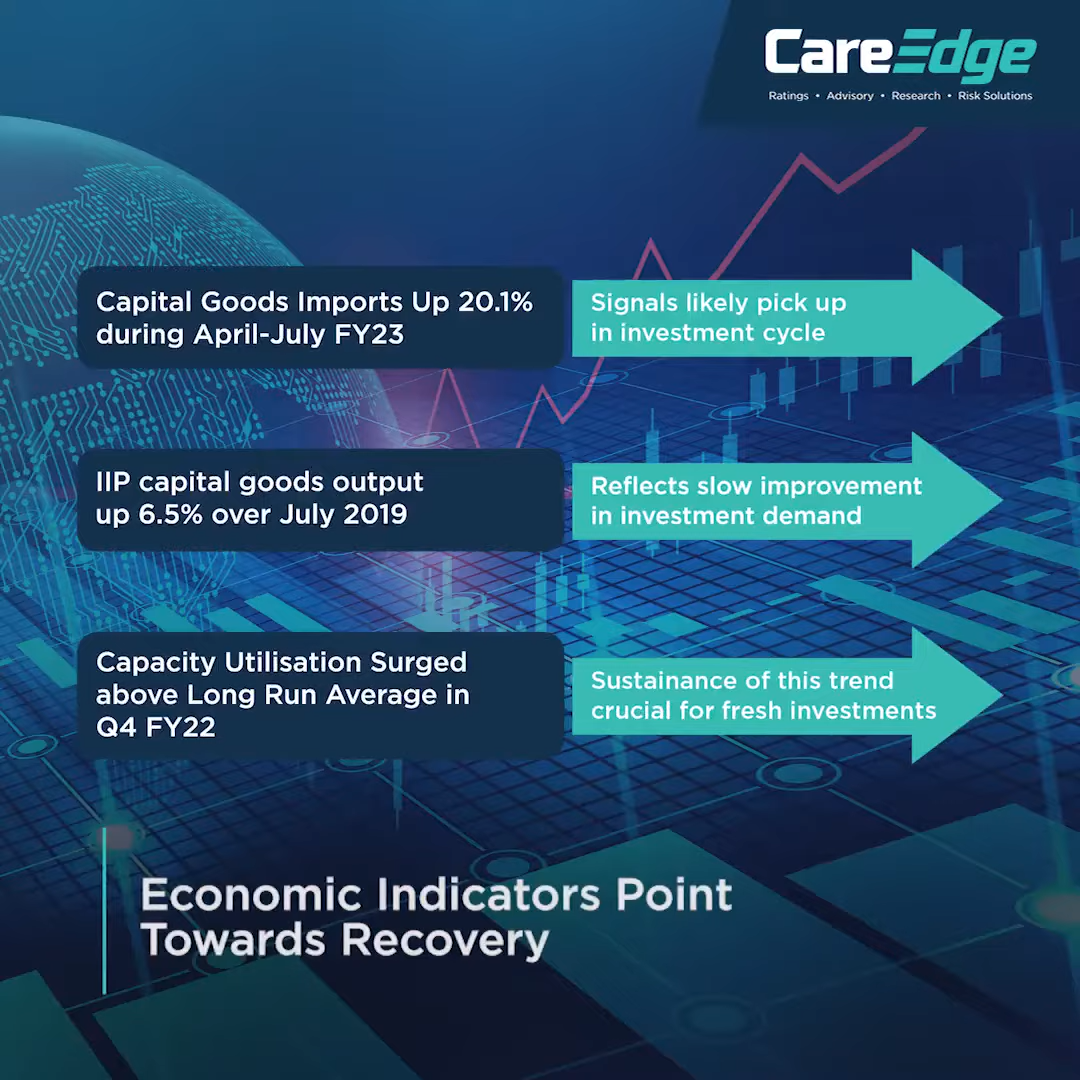 CareEdge
Ratings • Advisory • Research • Risk Solutions
Capital Goods Imports Up 20.1%
during April-July FY23
Signals likely pick up
in investment cycle
IIP capital goods output
up 6.5% over July 2019
Reflects slow improvement
in investment demand
Capacity Utilisation Surged
above Long Run Average in
Q4 FY22
Sustainance of this trend
crucial for fresh investments
Economic Indicators Point
Towards Recovery